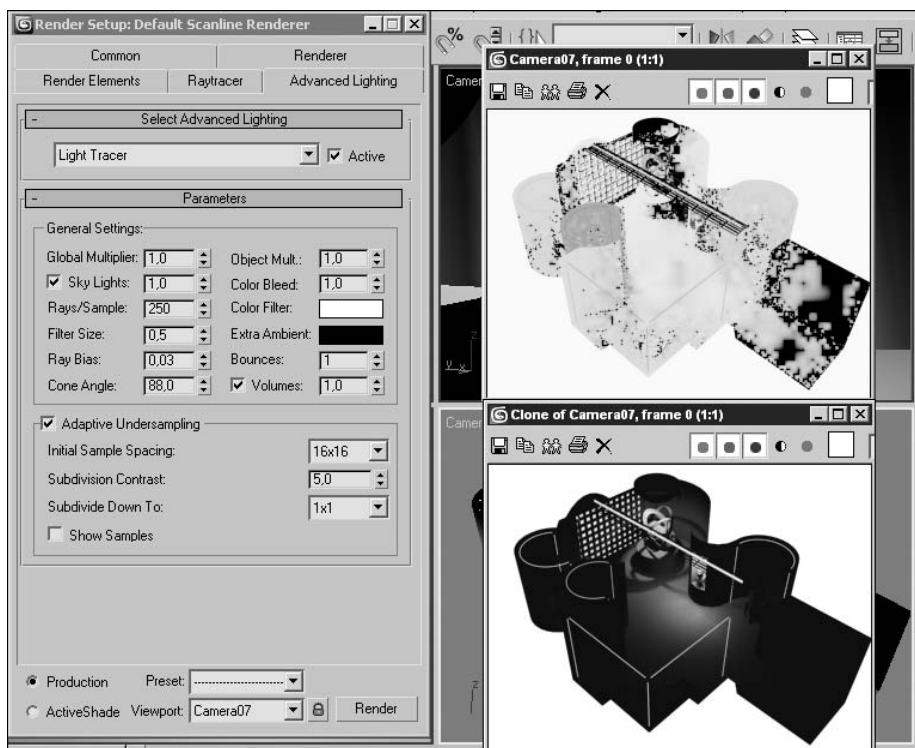 Render Setup: Default Scanline Renderer
Common Renderer
Render Elements Raytracer Advanced Lighting
- Select Advanced Lighting
Light Tracer Active
- Parameters
General Settings:
Global Multiplier: 1,0 Object Mult.: 1,0
Sky Lights: 1,0 Color Bleed: 1,0
Rays/Sample: 250 Color Filter:
Filter Size: 0,5 Extra Ambient:
Ray Bias: 0,03 Bounces: 1
Cone Angle: 88,0 Volumes: 1,0
Adaptive Undersampling
Initial Sample Spacing: 16x16
Subdivision Contrast: 5,0
Subdivide Down To: 1x1
Show Samples
Production Preset: -----------------------
ActiveShade Viewport: Camera07 Render
%
Camera07, frame 0 (1:1)
Came
z
y x
Clone of Camera07, frame 0 (1:1)
Came
z